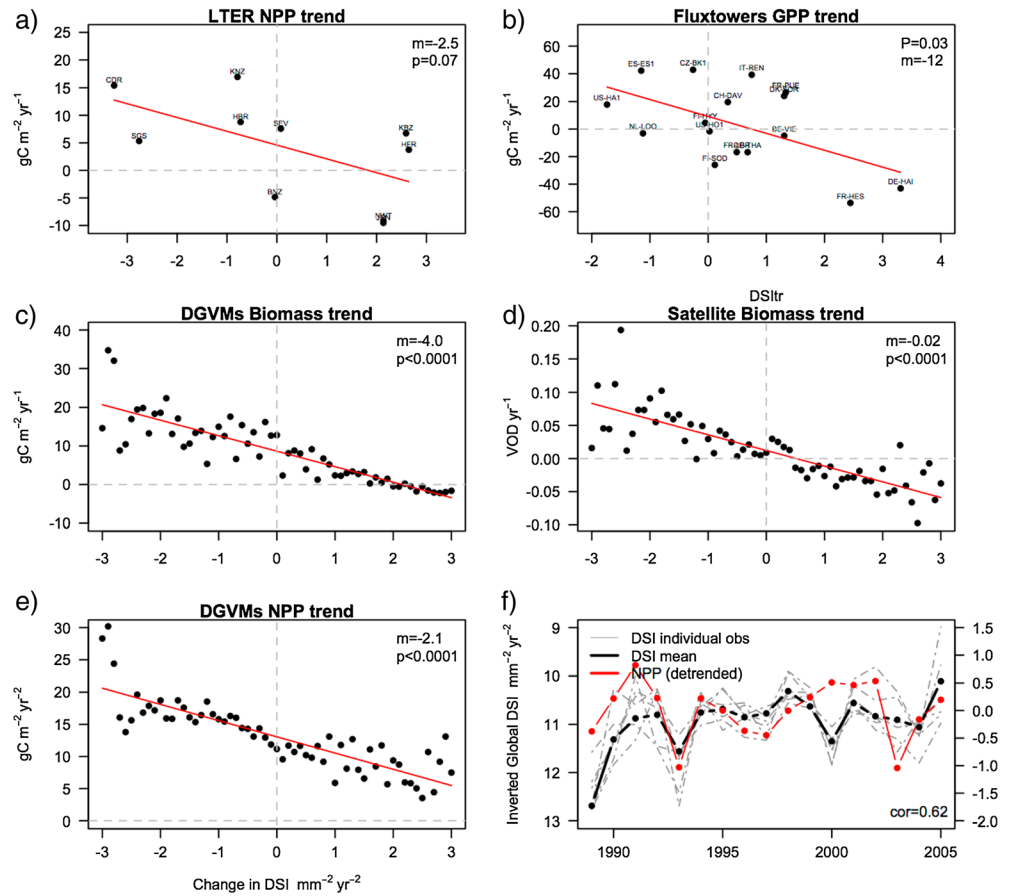 a)
LTER NPP trend
m=-2.5
p=0.07
gC m⁻² yr⁻¹
25
20
15
10
5
0
-5
-10
CDR
SGS
KNZ
HBR
SEV
BNZ
KBZ
HFR
NWT
-3 -2 -1 0 1 2 3
b)
Fluxtowers GPP trend
P=0.03
m=-12
gC m⁻² yr⁻¹
60
40
20
0
-20
-40
-60
ES-ES1
CZ-BK1
IT-REN
FR-PUE
US-HA1
CH-DAV
FI-HYY
US-HO1
NL-LOO
BE-VIE
DE-THA
FI-SOD
DE-HAI
FR-HES
-2 -1 0 1 2 3 4
DSItr
c)
DGVMs Biomass trend
m=-4.0
p<0.0001
gC m⁻² yr⁻¹
40
30
20
10
0
-10
-3 -2 -1 0 1 2 3
d)
Satellite Biomass trend
m=-0.02
p<0.0001
VOD yr⁻¹
0.20
0.15
0.10
0.05
0.00
-0.05
-0.10
-3 -2 -1 0 1 2 3
e)
DGVMs NPP trend
m=-2.1
p<0.0001
gC m⁻² yr⁻²
30
25
20
15
10
5
0
-3 -2 -1 0 1 2 3
Change in DSI mm⁻² yr⁻²
f)
DSI individual obs
DSI mean
NPP (detrended)
cor=0.62
Inverted Global DSI mm⁻² yr⁻²
9
10
11
12
13
1.5
1.0
0.5
0.0
-0.5
-1.0
-1.5
-2.0
1990 1995 2000 2005